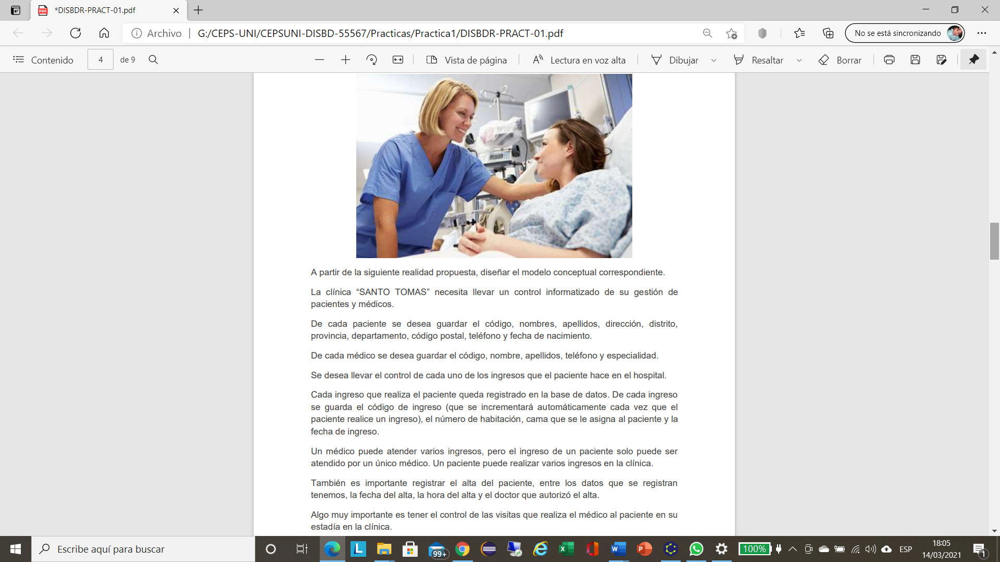 *DISBDR-PRACT-01.pdf
Archivo | G:/CEPS-UNI/CEPSUNI-DISBD-55567/Practicas/Practica1/DISBDR-PRACT-01.pdf
No se está sincronizando
Contenido 4 de 9 Vista de página Lectura en voz alta Dibujar Resaltar Borrar
A partir de la siguiente realidad propuesta, diseñar el modelo conceptual correspondiente.
La clínica “SANTO TOMAS” necesita llevar un control informatizado de su gestión de
pacientes y médicos.
De cada paciente se desea guardar el código, nombres, apellidos, dirección, distrito,
provincia, departamento, código postal, teléfono y fecha de nacimiento.
De cada médico se desea guardar el código, nombre, apellidos, teléfono y especialidad.
Se desea llevar el control de cada uno de los ingresos que el paciente hace en el hospital.
Cada ingreso que realiza el paciente queda registrado en la base de datos. De cada ingreso
se guarda el código de ingreso (que se incrementará automáticamente cada vez que el
paciente realice un ingreso), el número de habitación, cama que se le asigna al paciente y la
fecha de ingreso.
Un médico puede atender varios ingresos, pero el ingreso de un paciente solo puede ser
atendido por un único médico. Un paciente puede realizar varios ingresos en la clínica.
También es importante registrar el alta del paciente, entre los datos que se registran
tenemos, la fecha del alta, la hora del alta y el doctor que autorizó el alta.
Algo muy importante es tener el control de las visitas que realiza el médico al paciente en su
estadía en la clínica.
Escribe aquí para buscar
99+
100%
ESP
18:05
14/03/2021
1